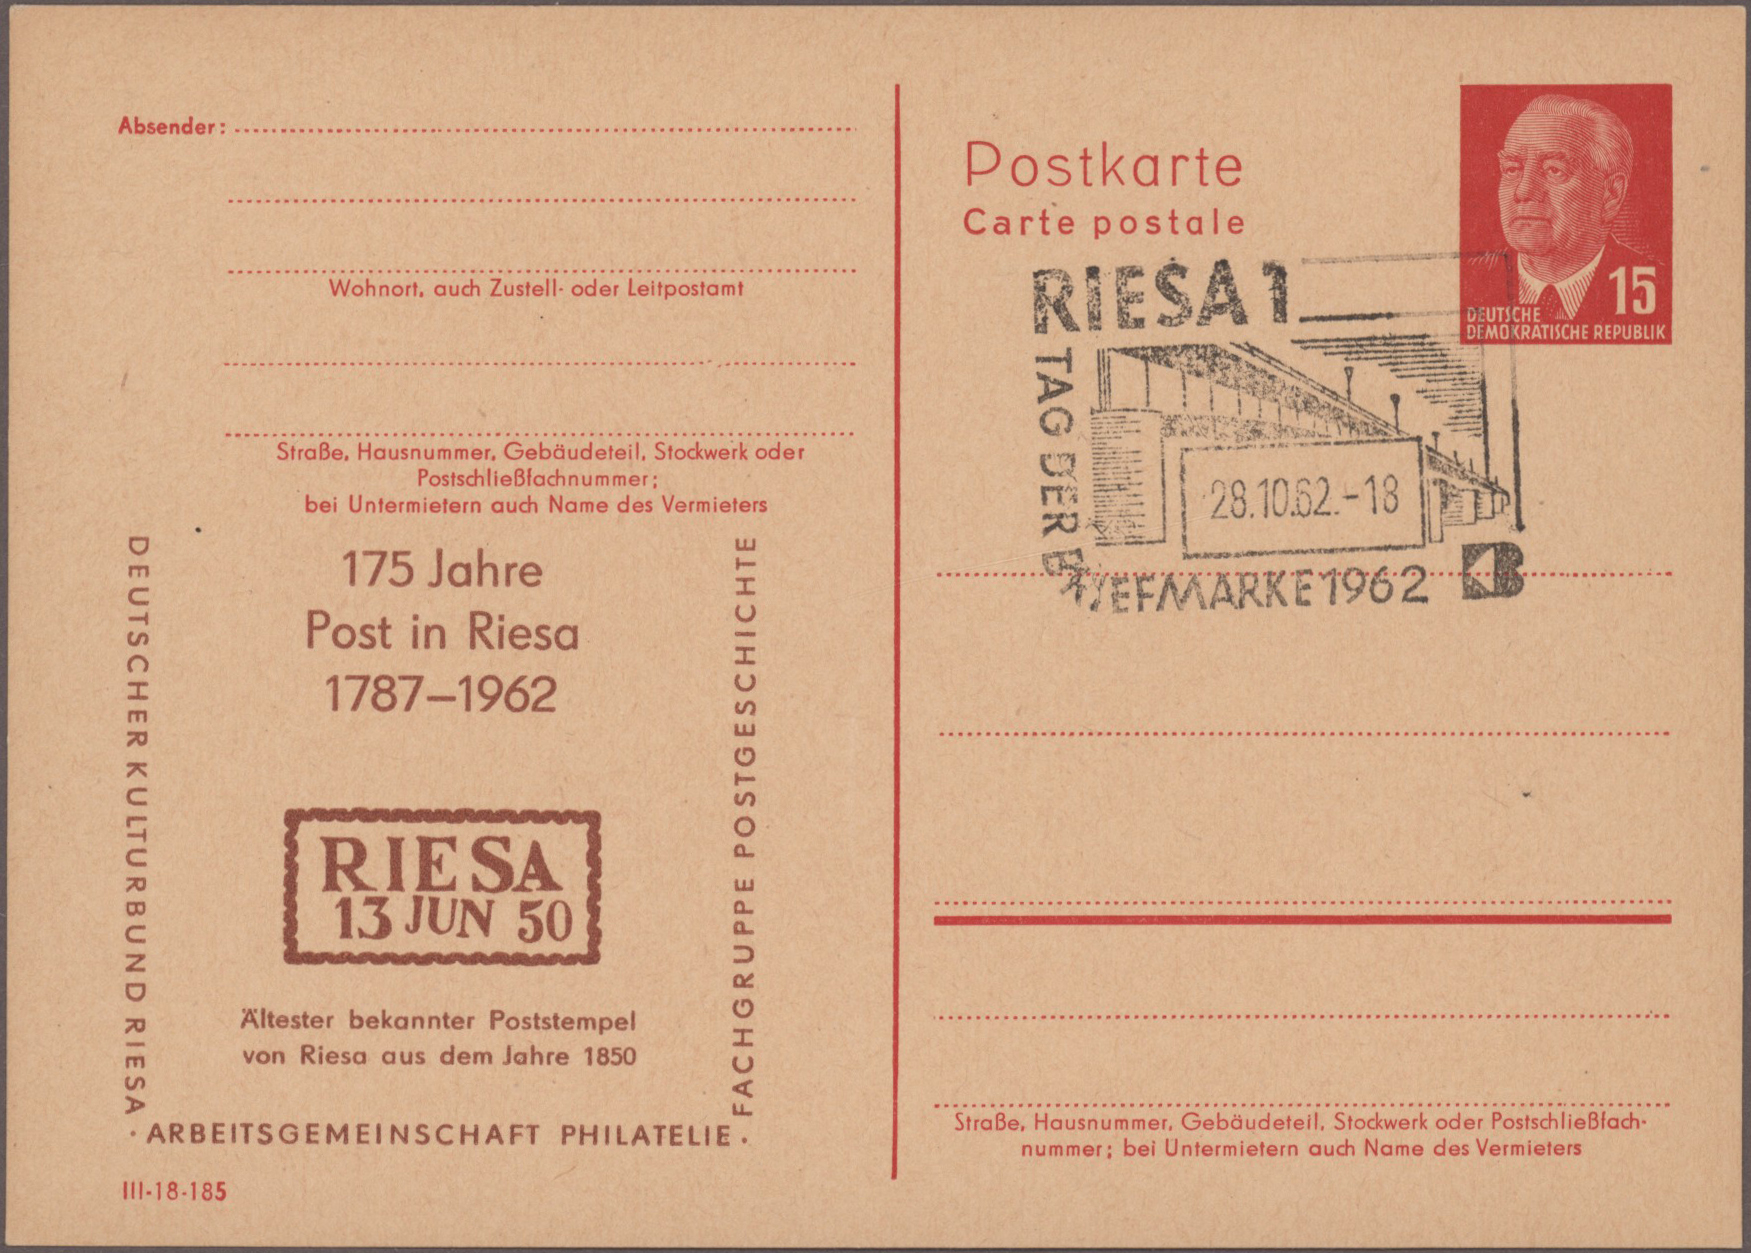 Absender:
Wohnort, auch Zustell- oder Leitpostamt
Straße, Hausnummer, Gebäudeteil, Stockwerk oder
Postschließfachnummer;
bei Untermietern auch Name des Vermieters
DEUTSCHER KULTURBUND RIESA
175 Jahre
Post in Riesa
1787–1962
RIESA
13 JUN 50
Ältester bekannter Poststempel
von Riesa aus dem Jahre 1850
FACHGRUPPE POSTGESCHICHTE
· ARBEITSGEMEINSCHAFT PHILATELIE ·
III-18-185
Postkarte
Carte postale
15
DEUTSCHE
DEMOKRATISCHE REPUBLIK
RIESA 1
TAG DER
BRIEFMARKE 1962
28.10.62.-18
Straße, Hausnummer, Gebäudeteil, Stockwerk oder Postschließfach-
nummer; bei Untermietern auch Name des Vermieters